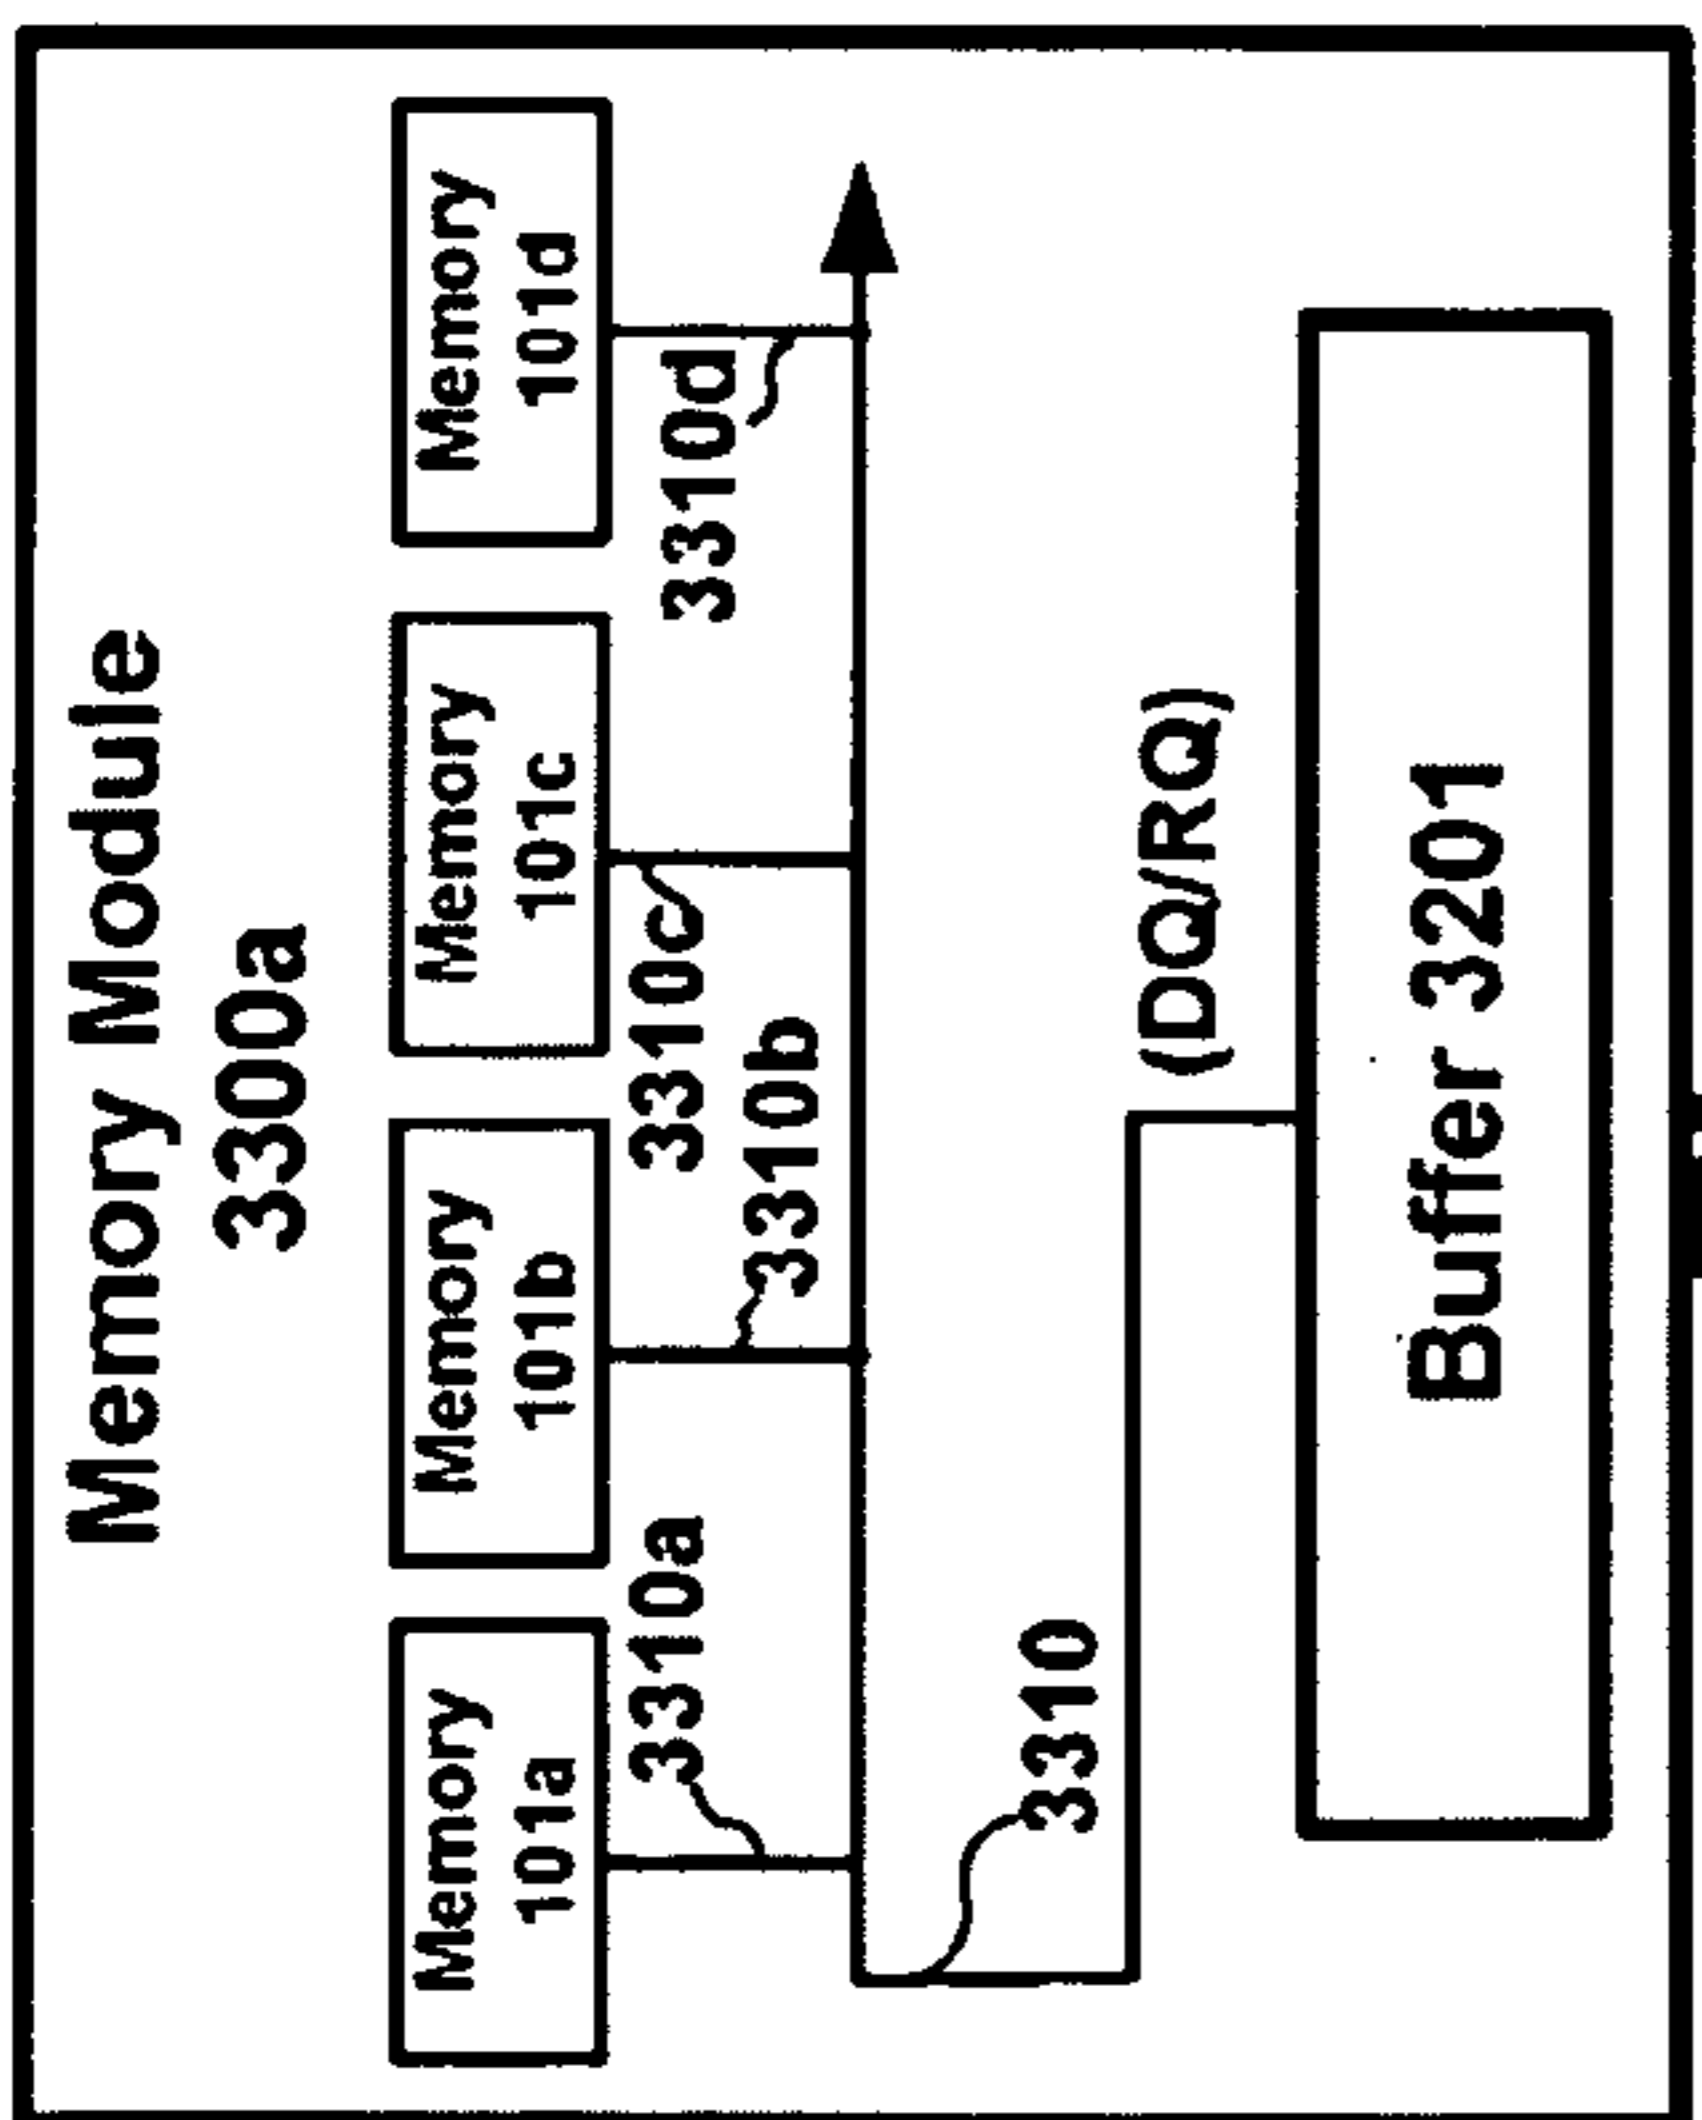 Memory Module
3300a
Memory
101a
Memory
101b
Memory
101c
Memory
101d
3310a
3310b
3310c
3310d
3310
(DQ/RQ)
Buffer 3201